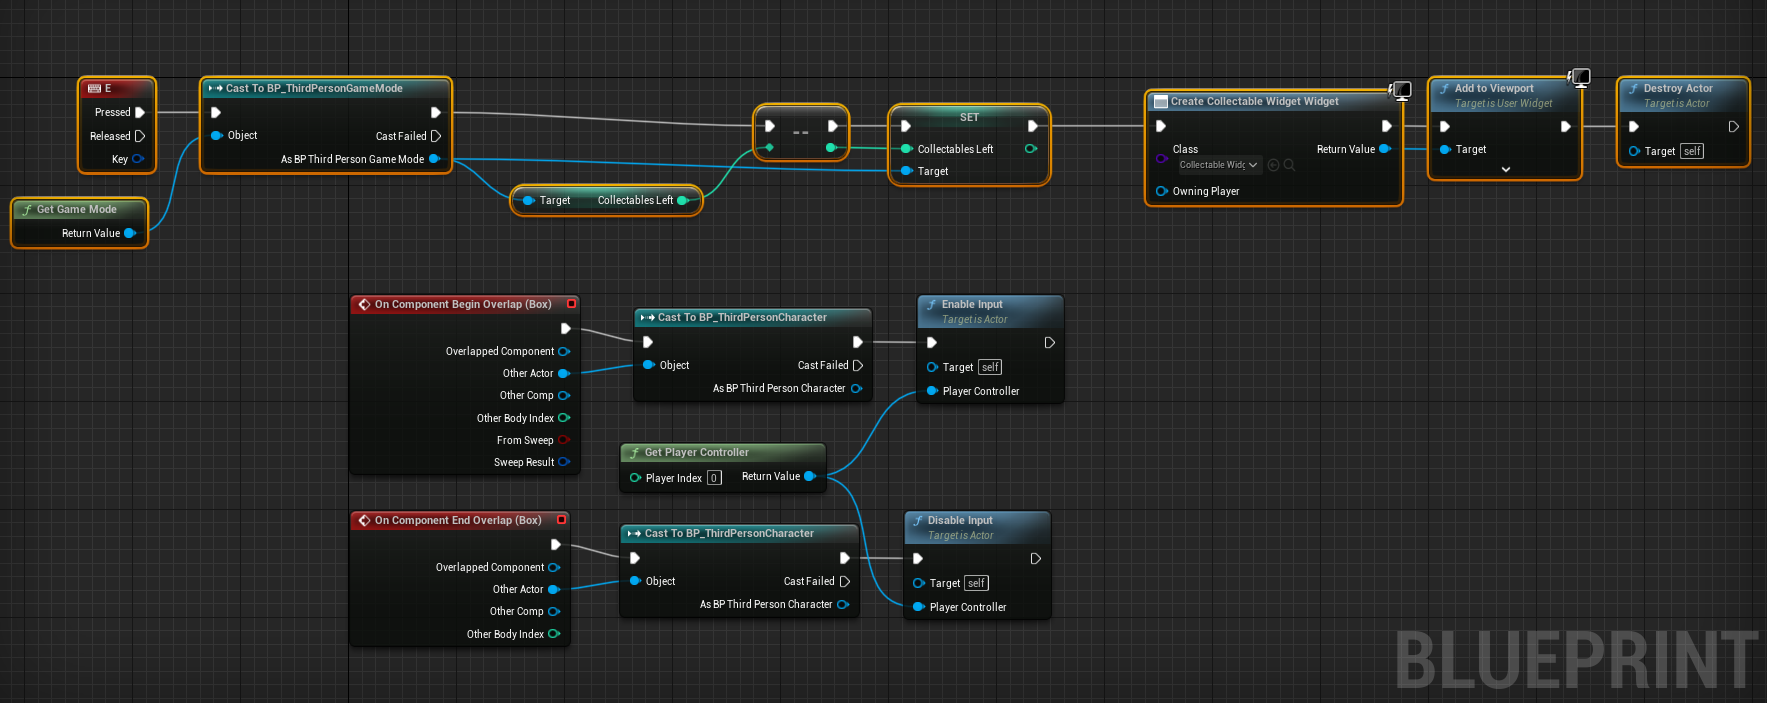 E
Pressed
Released
Key
Get Game Mode
Return Value
Cast To BP_ThirdPersonGameMode
Object
Cast Failed
As BP Third Person Game Mode
Target Collectables Left
--
SET
Collectables Left
Target
Create Collectable Widget Widget
Class
Collectable Widg
Return Value
Owning Player
Add to Viewport
Target is User Widget
Target
Destroy Actor
Target is Actor
Target self
On Component Begin Overlap (Box)
Overlapped Component
Other Actor
Other Comp
Other Body Index
From Sweep
Sweep Result
Cast To BP_ThirdPersonCharacter
Object
Cast Failed
As BP Third Person Character
Enable Input
Target is Actor
Target self
Player Controller
Get Player Controller
Player Index 0 Return Value
On Component End Overlap (Box)
Overlapped Component
Other Actor
Other Comp
Other Body Index
Cast To BP_ThirdPersonCharacter
Object
Cast Failed
As BP Third Person Character
Disable Input
Target is Actor
Target self
Player Controller
BLUEPRINT